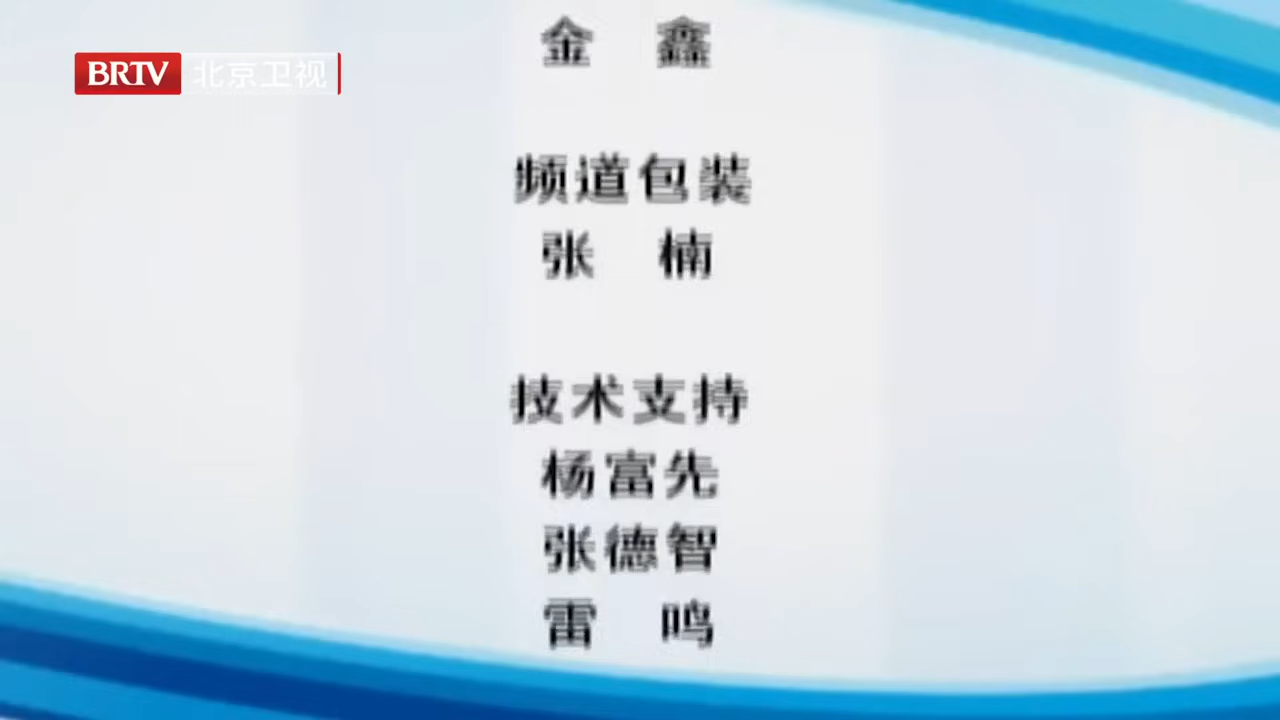 金 鑫
BRTV 北京卫视
频道包装
张 楠
技术支持
杨富先
张德智
雷 鸣